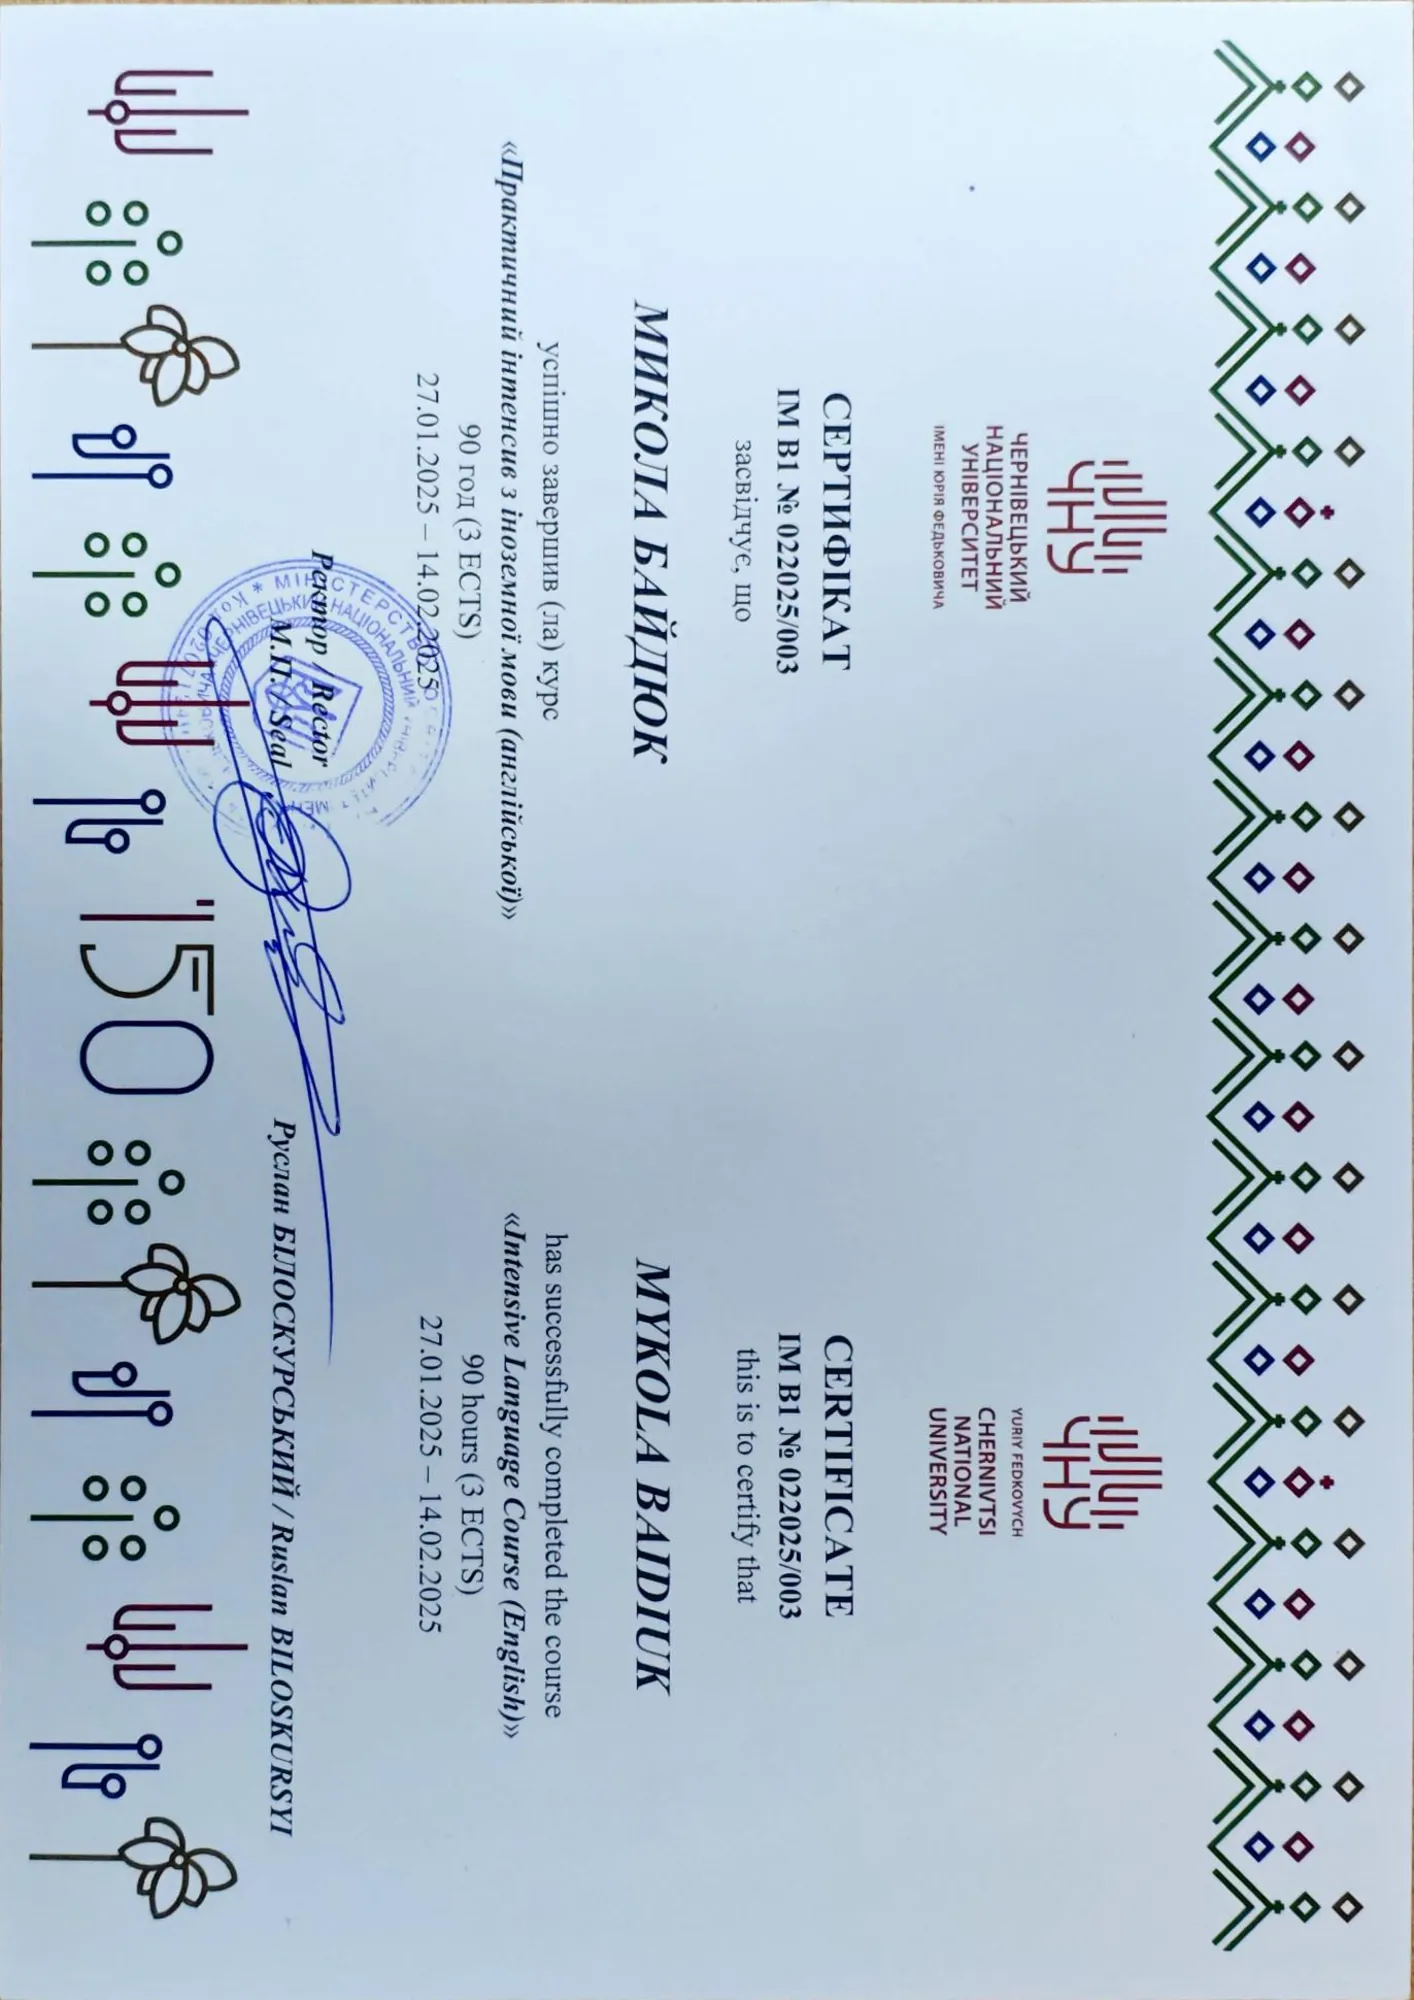 ЧНУ
ЧЕРНІВЕЦЬКИЙ
НАЦІОНАЛЬНИЙ
УНІВЕРСИТЕТ
ІМЕНІ ЮРІЯ ФЕДЬКОВИЧА
СЕРТИФІКАТ
ІМ В1 № 022025/003
засвідчує, що
МИКОЛА БАЙДЮК
успішно завершив (ла) курс
«Практичний інтенсив з іноземної мови (англійської)»
90 год (3 ECTS)
27.01.2025 – 14.02.2025
ЧНУ
YURIY FEDKOVYCH
CHERNIVTSI
NATIONAL
UNIVERSITY
CERTIFICATE
IM B1 № 022025/003
this is to certify that
MYKOLA BAIDIUK
has successfully completed the course
«Intensive Language Course (English)»
90 hours (3 ECTS)
27.01.2025 – 14.02.2025
Ректор / Rector
М.П. / Seal
Руслан БІЛОСКУРСЬКИЙ / Ruslan BILOSKURSYI
НАЦІОНАЛЬНИЙ
'150